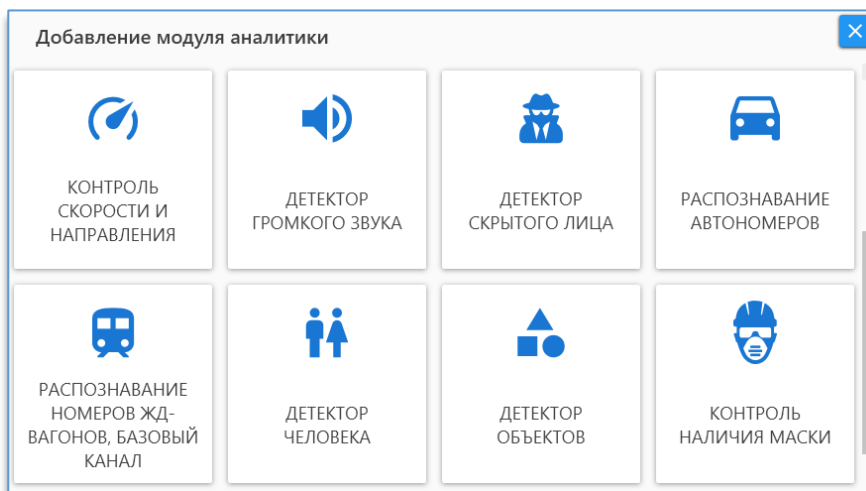 Добавление модуля аналитики
КОНТРОЛЬ
СКОРОСТИ И
НАПРАВЛЕНИЯ
ДЕТЕКТОР
ГРОМКОГО ЗВУКА
ДЕТЕКТОР
СКРЫТОГО ЛИЦА
РАСПОЗНАВАНИЕ
АВТОНОМЕРОВ
РАСПОЗНАВАНИЕ
НОМЕРОВ ЖД-
ВАГОНОВ, БАЗОВЫЙ
КАНАЛ
ДЕТЕКТОР
ЧЕЛОВЕКА
ДЕТЕКТОР
ОБЪЕКТОВ
КОНТРОЛЬ
НАЛИЧИЯ МАСКИ